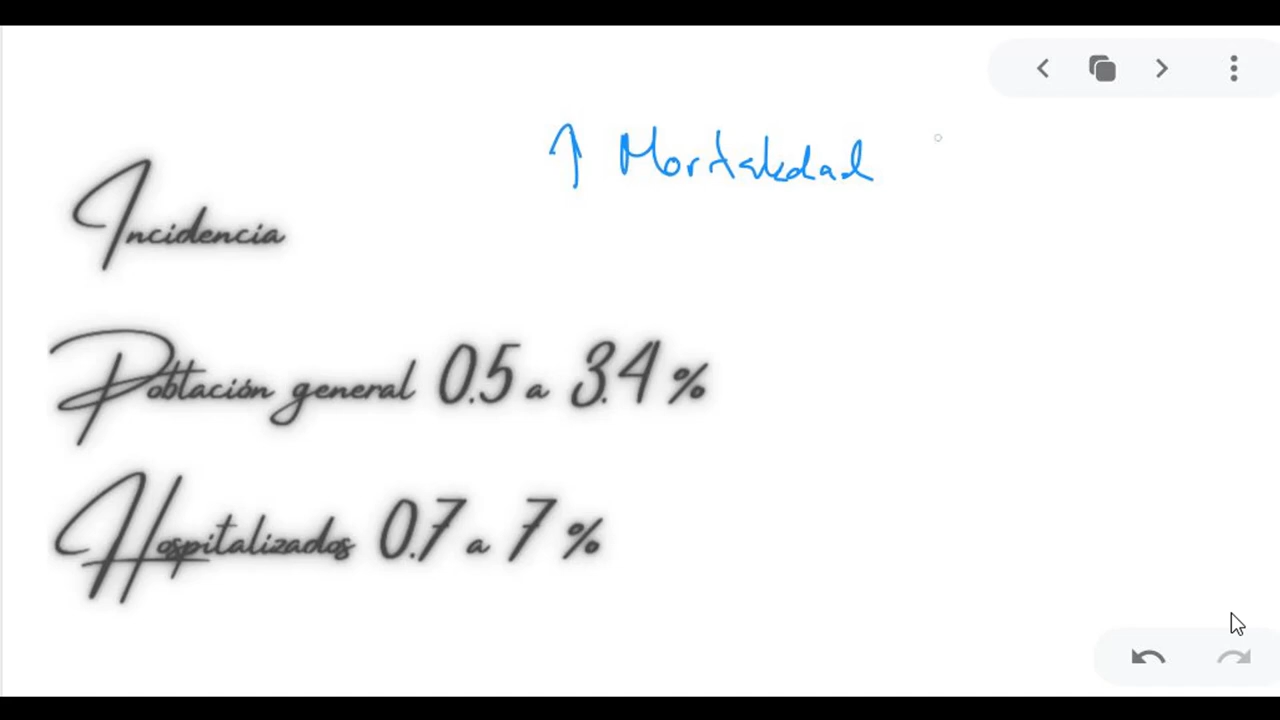 ↑ Mortalidad
Incidencia
Población general 0.5 a 3.4 %
Hospitalizados 0.7 a 7 %